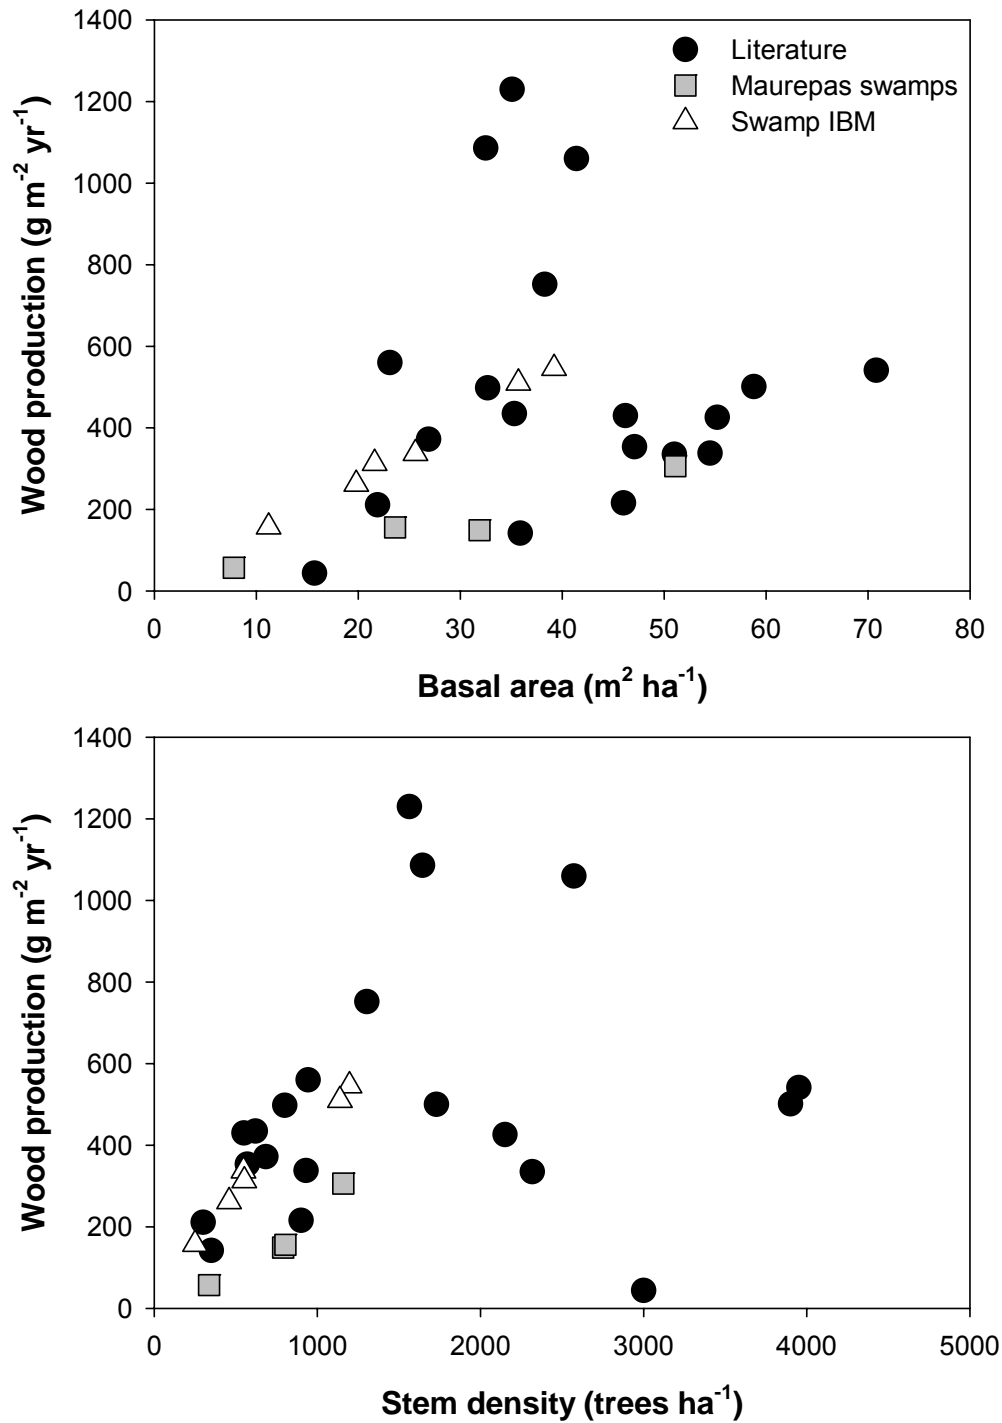 1400
1200
1000
800
600
400
200
0
Wood production (g m⁻² yr⁻¹)
Literature
Maurepas swamps
Swamp IBM
0 10 20 30 40 50 60 70 80
Basal area (m² ha⁻¹)
1400
1200
1000
800
600
400
200
0
Wood production (g m⁻² yr⁻¹)
0 1000 2000 3000 4000 5000
Stem density (trees ha⁻¹)